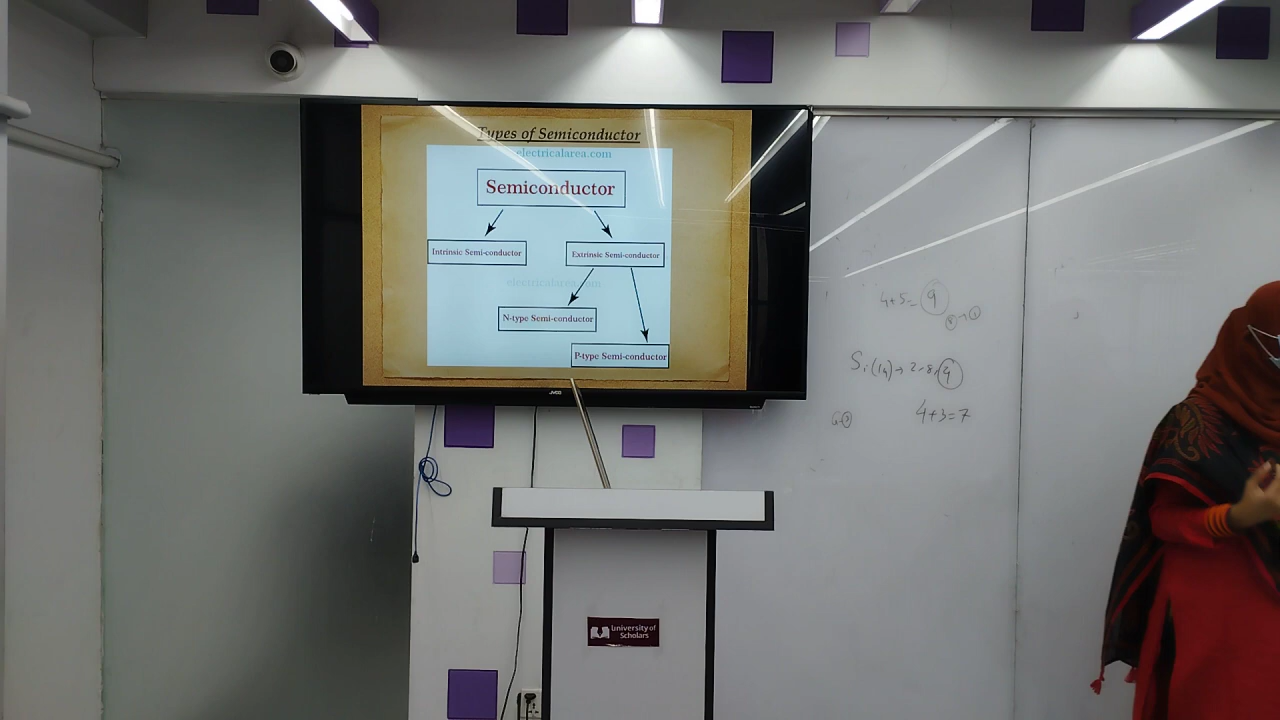 Types of Semiconductor
electricalarea.com
Semiconductor
Intrinsic Semi-conductor
Extrinsic Semi-conductor
electricalarea.com
N-type Semi-conductor
P-type Semi-conductor
4+5=9
Si(14)→2-8-4
4+3=7
University of
Scholars